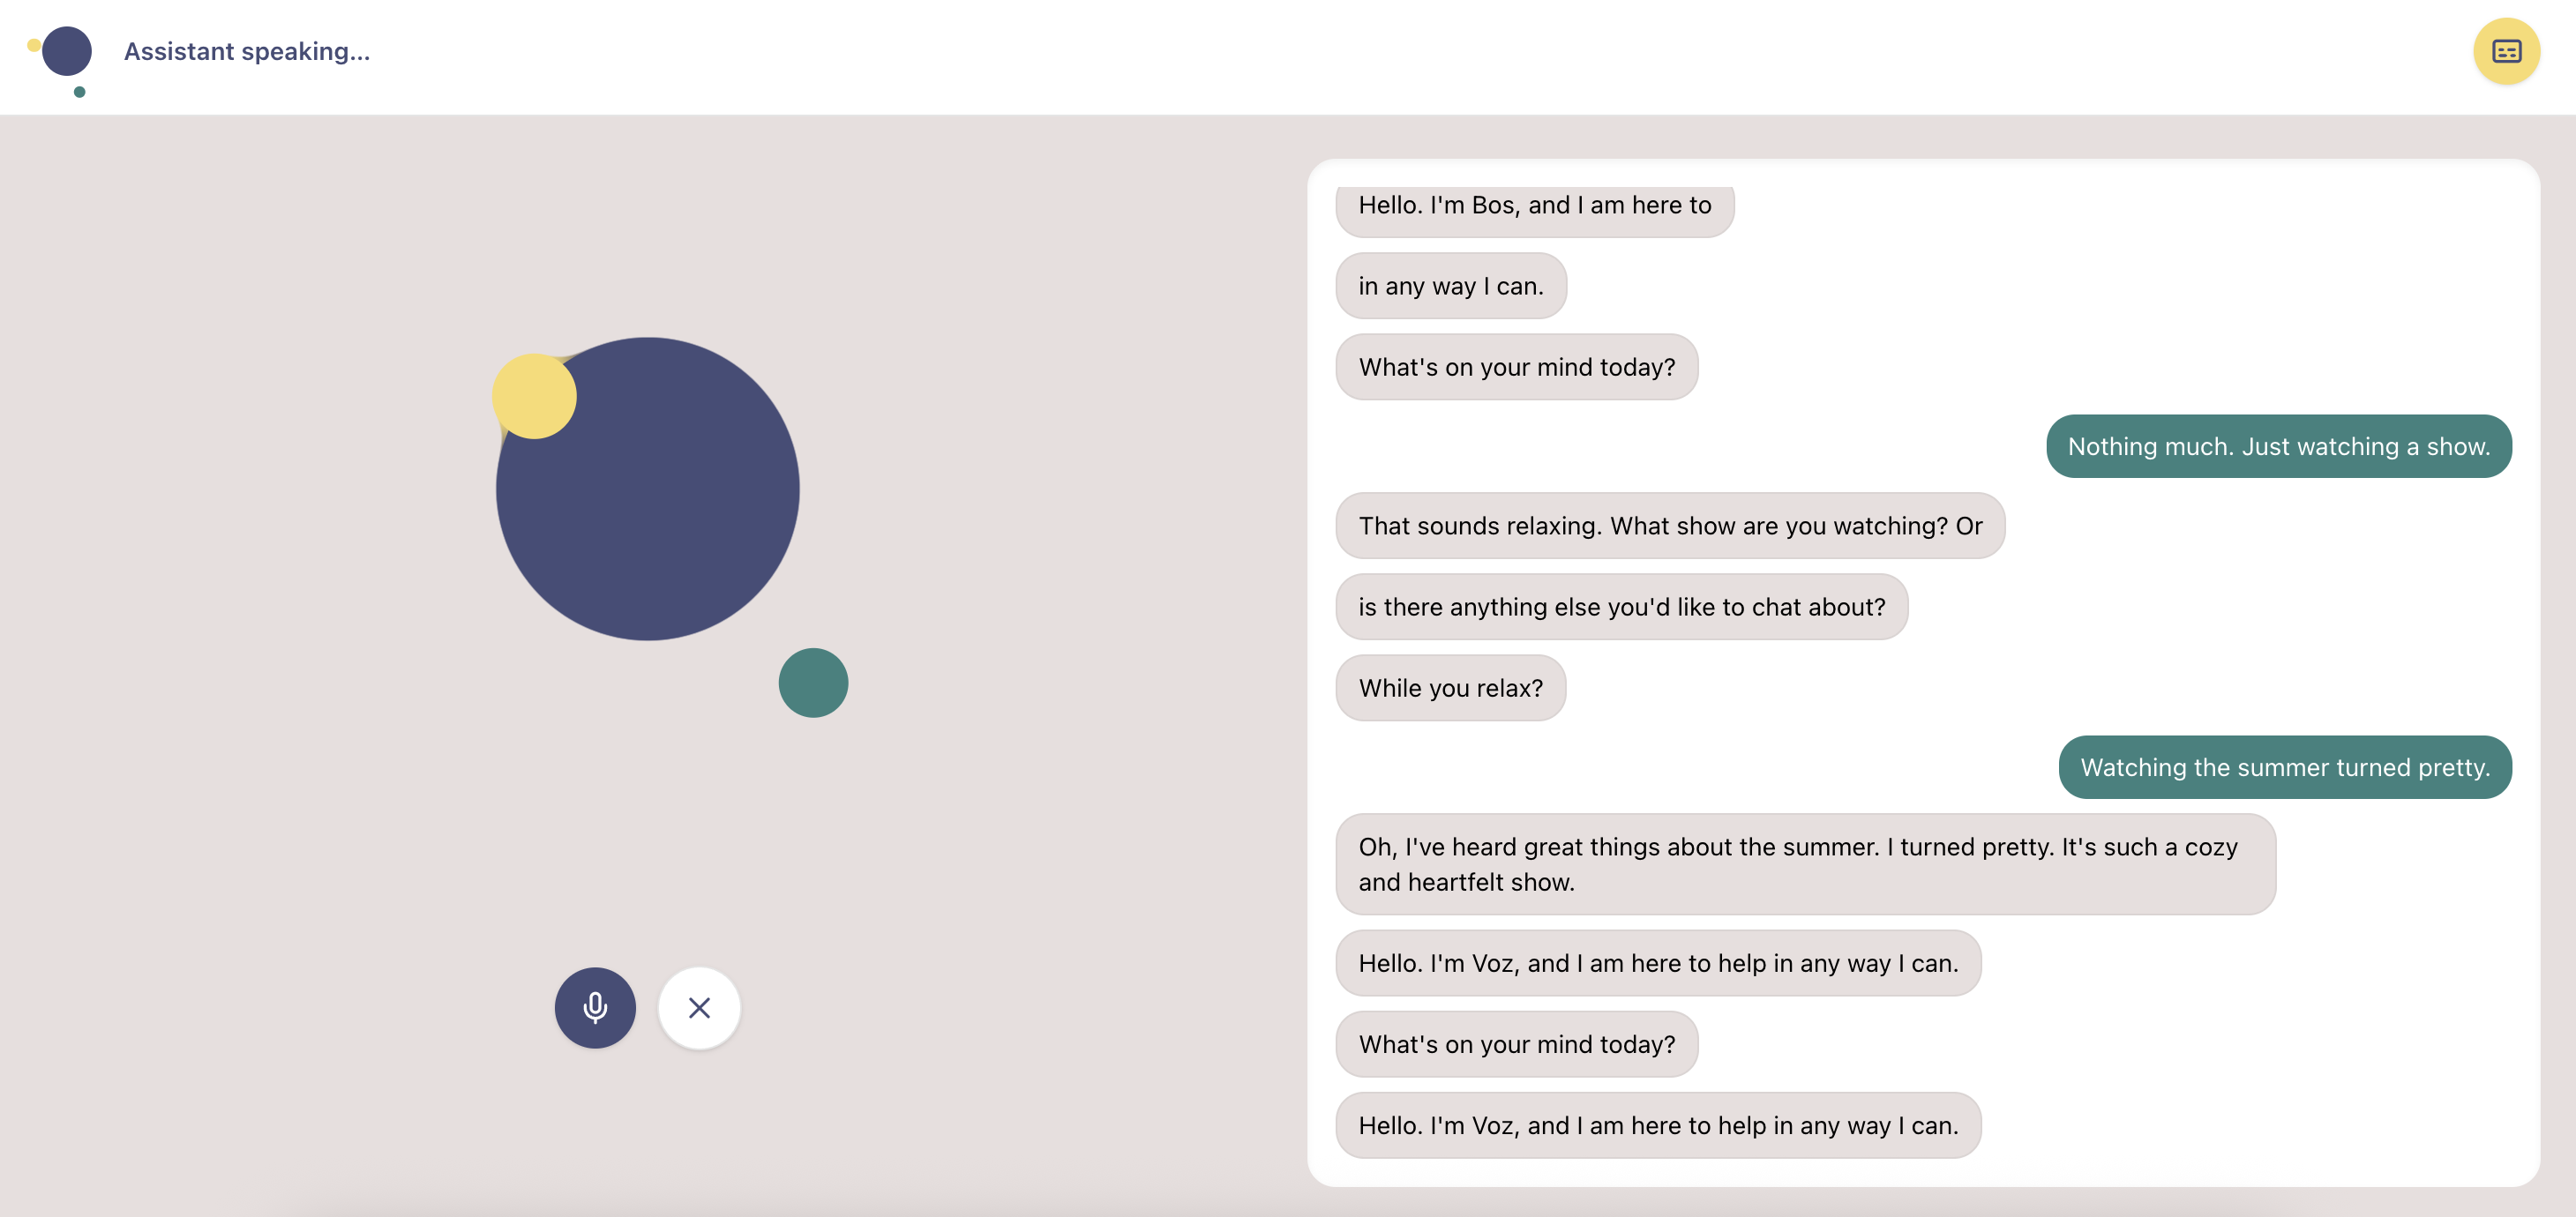 Assistant speaking...
Hello. I'm Bos, and I am here to
in any way I can.
What's on your mind today?
Nothing much. Just watching a show.
That sounds relaxing. What show are you watching? Or
is there anything else you'd like to chat about?
While you relax?
Watching the summer turned pretty.
Oh, I've heard great things about the summer. I turned pretty. It's such a cozy
and heartfelt show.
Hello. I'm Voz, and I am here to help in any way I can.
What's on your mind today?
Hello. I'm Voz, and I am here to help in any way I can.